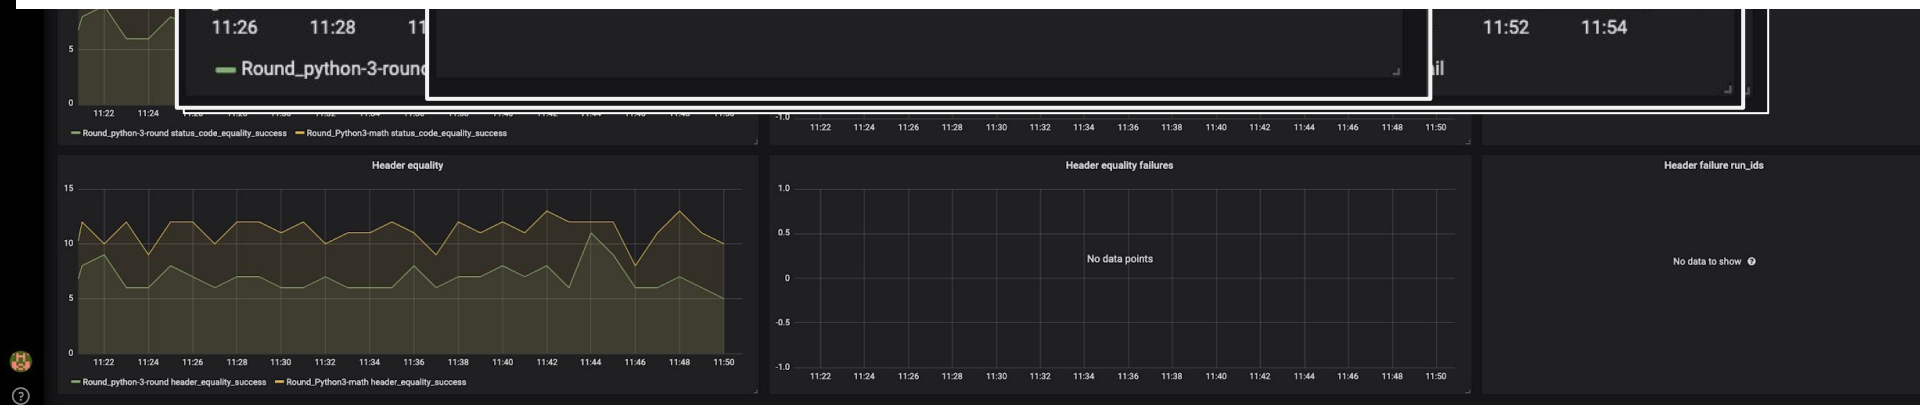 11:26 11:28 11 11:52 11:54
5
Round_python-3-round ail
0
11:22 11:24
-1.0
11:22 11:24 11:26 11:28 11:30 11:32 11:34 11:36 11:38 11:40 11:42 11:44 11:46 11:48 11:50
Round_python-3-round status_code_equality_success Round_Python3-math status_code_equality_success
Header equality
15
10
5
0
11:22 11:24 11:26 11:28 11:30 11:32 11:34 11:36 11:38 11:40 11:42 11:44 11:46 11:48 11:50
Round_python-3-round header_equality_success Round_Python3-math header_equality_success
Header equality failures
1.0
0.5
No data points
0
-0.5
-1.0
11:22 11:24 11:26 11:28 11:30 11:32 11:34 11:36 11:38 11:40 11:42 11:44 11:46 11:48 11:50
Header failure run_ids
No data to show